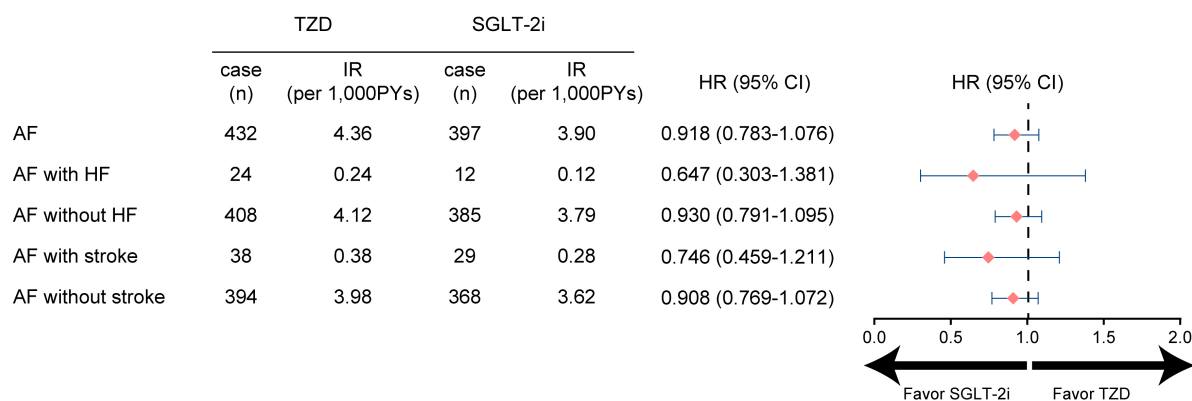 TZD SGLT-2i
case IR case IR
(n) (per 1,000PYs) (n) (per 1,000PYs) HR (95% CI) HR (95% CI)
AF 432 4.36 397 3.90 0.918 (0.783-1.076)
AF with HF 24 0.24 12 0.12 0.647 (0.303-1.381)
AF without HF 408 4.12 385 3.79 0.930 (0.791-1.095)
AF with stroke 38 0.38 29 0.28 0.746 (0.459-1.211)
AF without stroke 394 3.98 368 3.62 0.908 (0.769-1.072)
0.0 0.5 1.0 1.5 2.0
Favor SGLT-2i Favor TZD